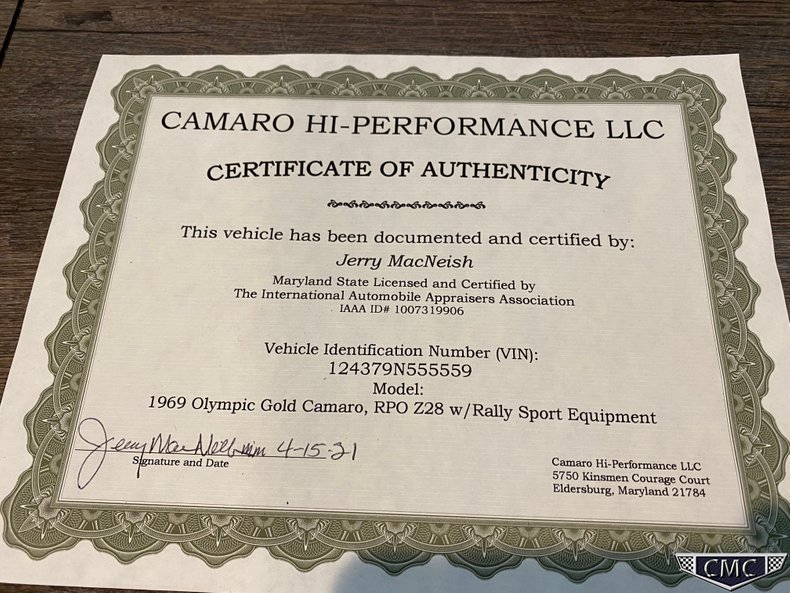 CAMARO HI-PERFORMANCE LLC
CERTIFICATE OF AUTHENTICITY
This vehicle has been documented and certified by:
Jerry MacNeish
Maryland State Licensed and Certified by
The International Automobile Appraisers Association
IAAA ID# 1007319906
Vehicle Identification Number (VIN):
124379N555559
Model:
1969 Olympic Gold Camaro, RPO Z28 w/Rally Sport Equipment
Jerry MacNeish 4-15-21
Signature and Date
Camaro Hi-Performance LLC
5750 Kinsmen Courage Court
Eldersburg, Maryland 21784
CMC